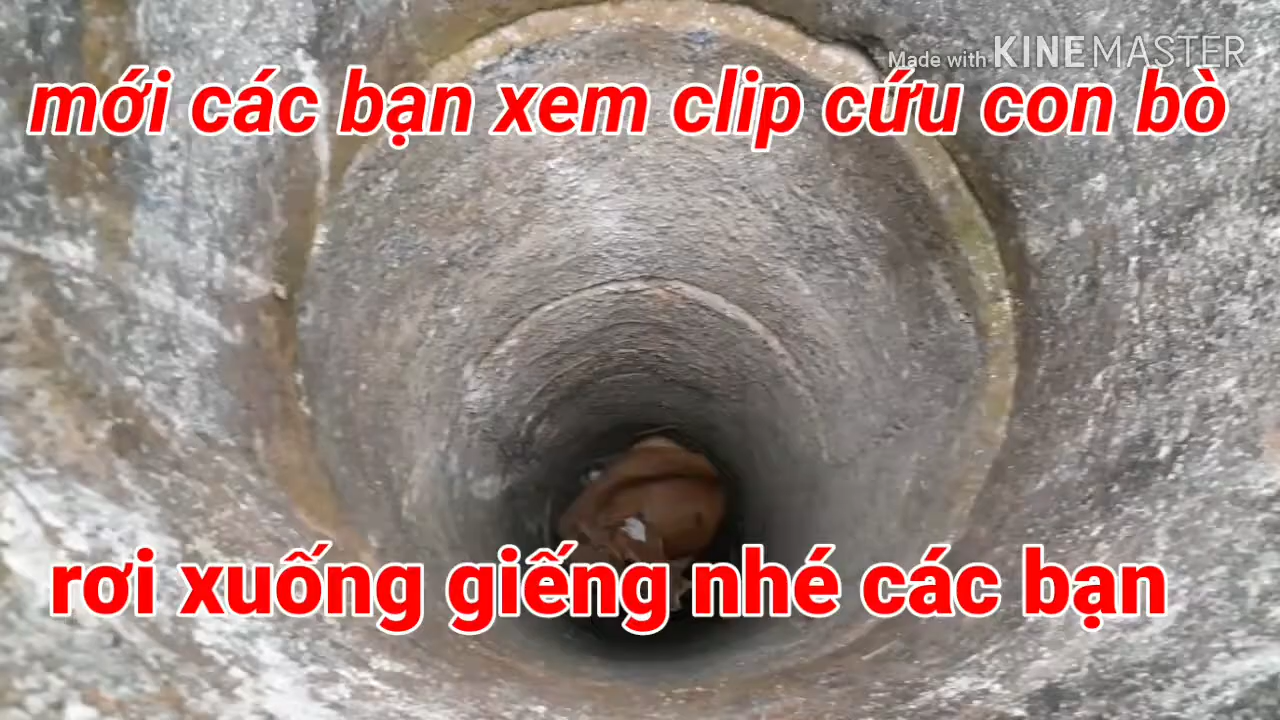 Made with KINEMASTER
mới các bạn xem clip cứu con bò
rơi xuống giếng nhé các bạn